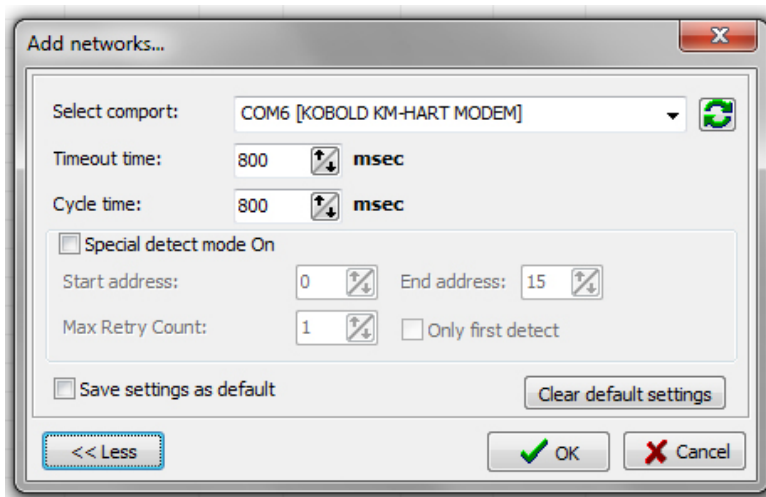 Add networks...
Select comport: COM6 [KOBOLD KM-HART MODEM]
Timeout time: 800 msec
Cycle time: 800 msec
Special detect mode On
Start address: 0 End address: 15
Max Retry Count: 1 Only first detect
Save settings as default Clear default settings
<< Less OK Cancel